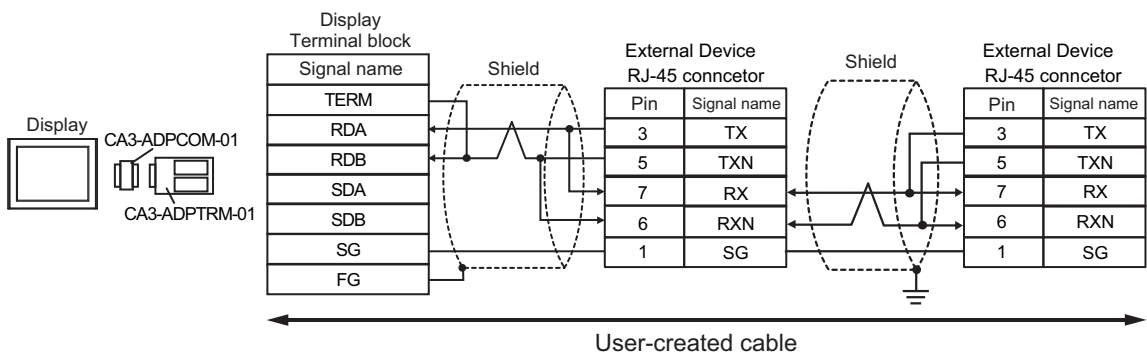 Display
CA3-ADPCOM-01
CA3-ADPTRM-01
Display
Terminal block
Signal name
TERM
RDA
RDB
SDA
SDB
SG
FG
Shield
External Device
RJ-45 conncetor
Pin Signal name
3 TX
5 TXN
7 RX
6 RXN
1 SG
Shield
External Device
RJ-45 conncetor
Pin Signal name
3 TX
5 TXN
7 RX
6 RXN
1 SG
User-created cable